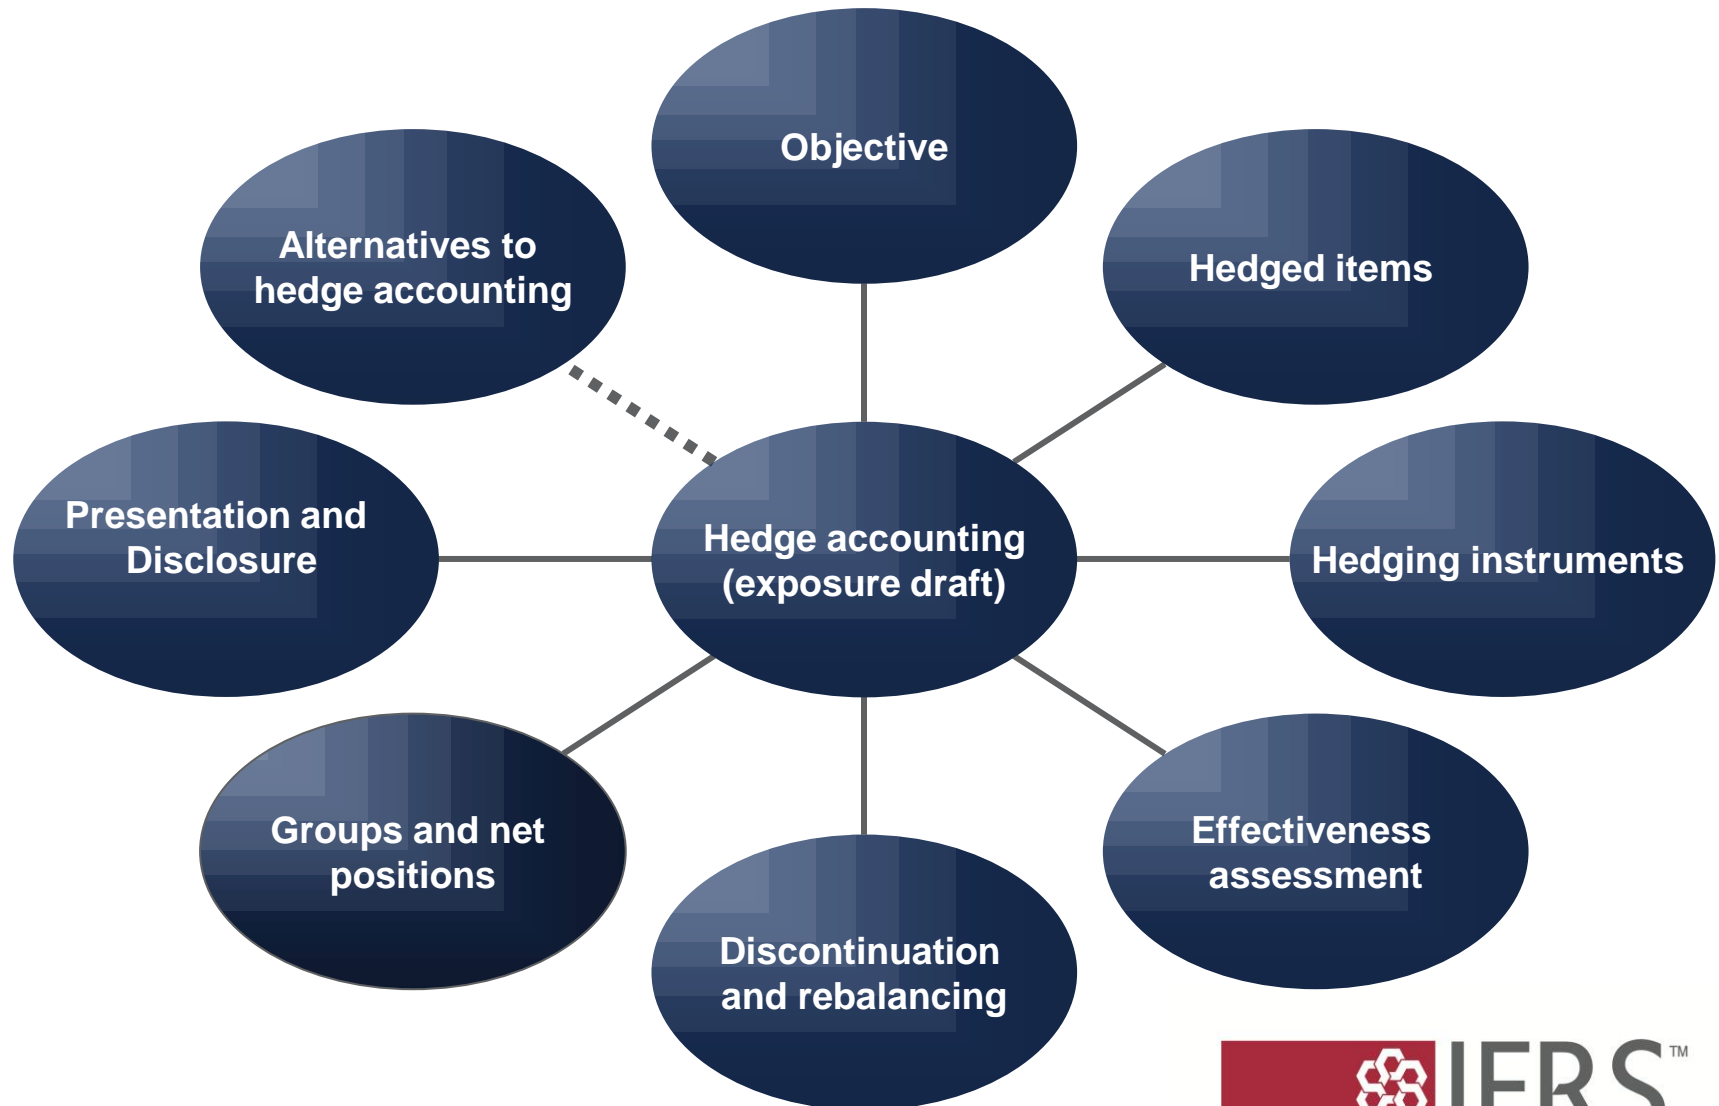 Objective
Alternatives to
hedge accounting
Hedged items
Presentation and
Disclosure
Hedge accounting
(exposure draft)
Hedging instruments
Groups and net
positions
Effectiveness
assessment
Discontinuation
and rebalancing
IFRS™